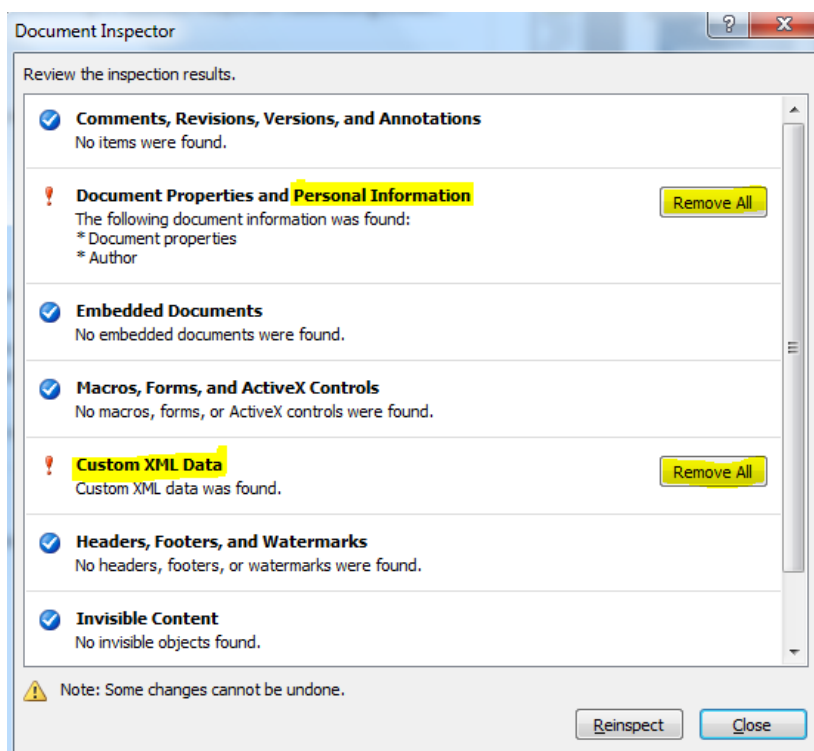 Document Inspector
Review the inspection results.
Comments, Revisions, Versions, and Annotations
No items were found.
Document Properties and Personal Information
Remove All
The following document information was found:
* Document properties
* Author
Embedded Documents
No embedded documents were found.
Macros, Forms, and ActiveX Controls
No macros, forms, or ActiveX controls were found.
Custom XML Data
Remove All
Custom XML data was found.
Headers, Footers, and Watermarks
No headers, footers, or watermarks were found.
Invisible Content
No invisible objects found.
Note: Some changes cannot be undone.
Reinspect
Close